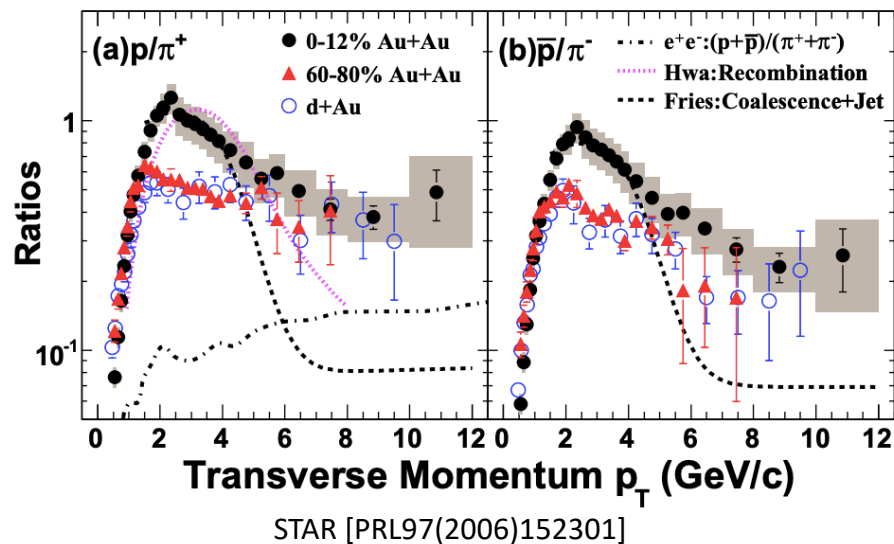 (a)p/π⁺
0-12% Au+Au
60-80% Au+Au
d+Au
(b)p̅/π⁻
e⁺e⁻:(p+p̅)/(π⁺+π⁻)
Hwa:Recombination
Fries:Coalescence+Jet
Ratios
1
10⁻¹
0 2 4 6 8 10 12 0 2 4 6 8 10 12
Transverse Momentum p_T (GeV/c)
STAR [PRL97(2006)152301]